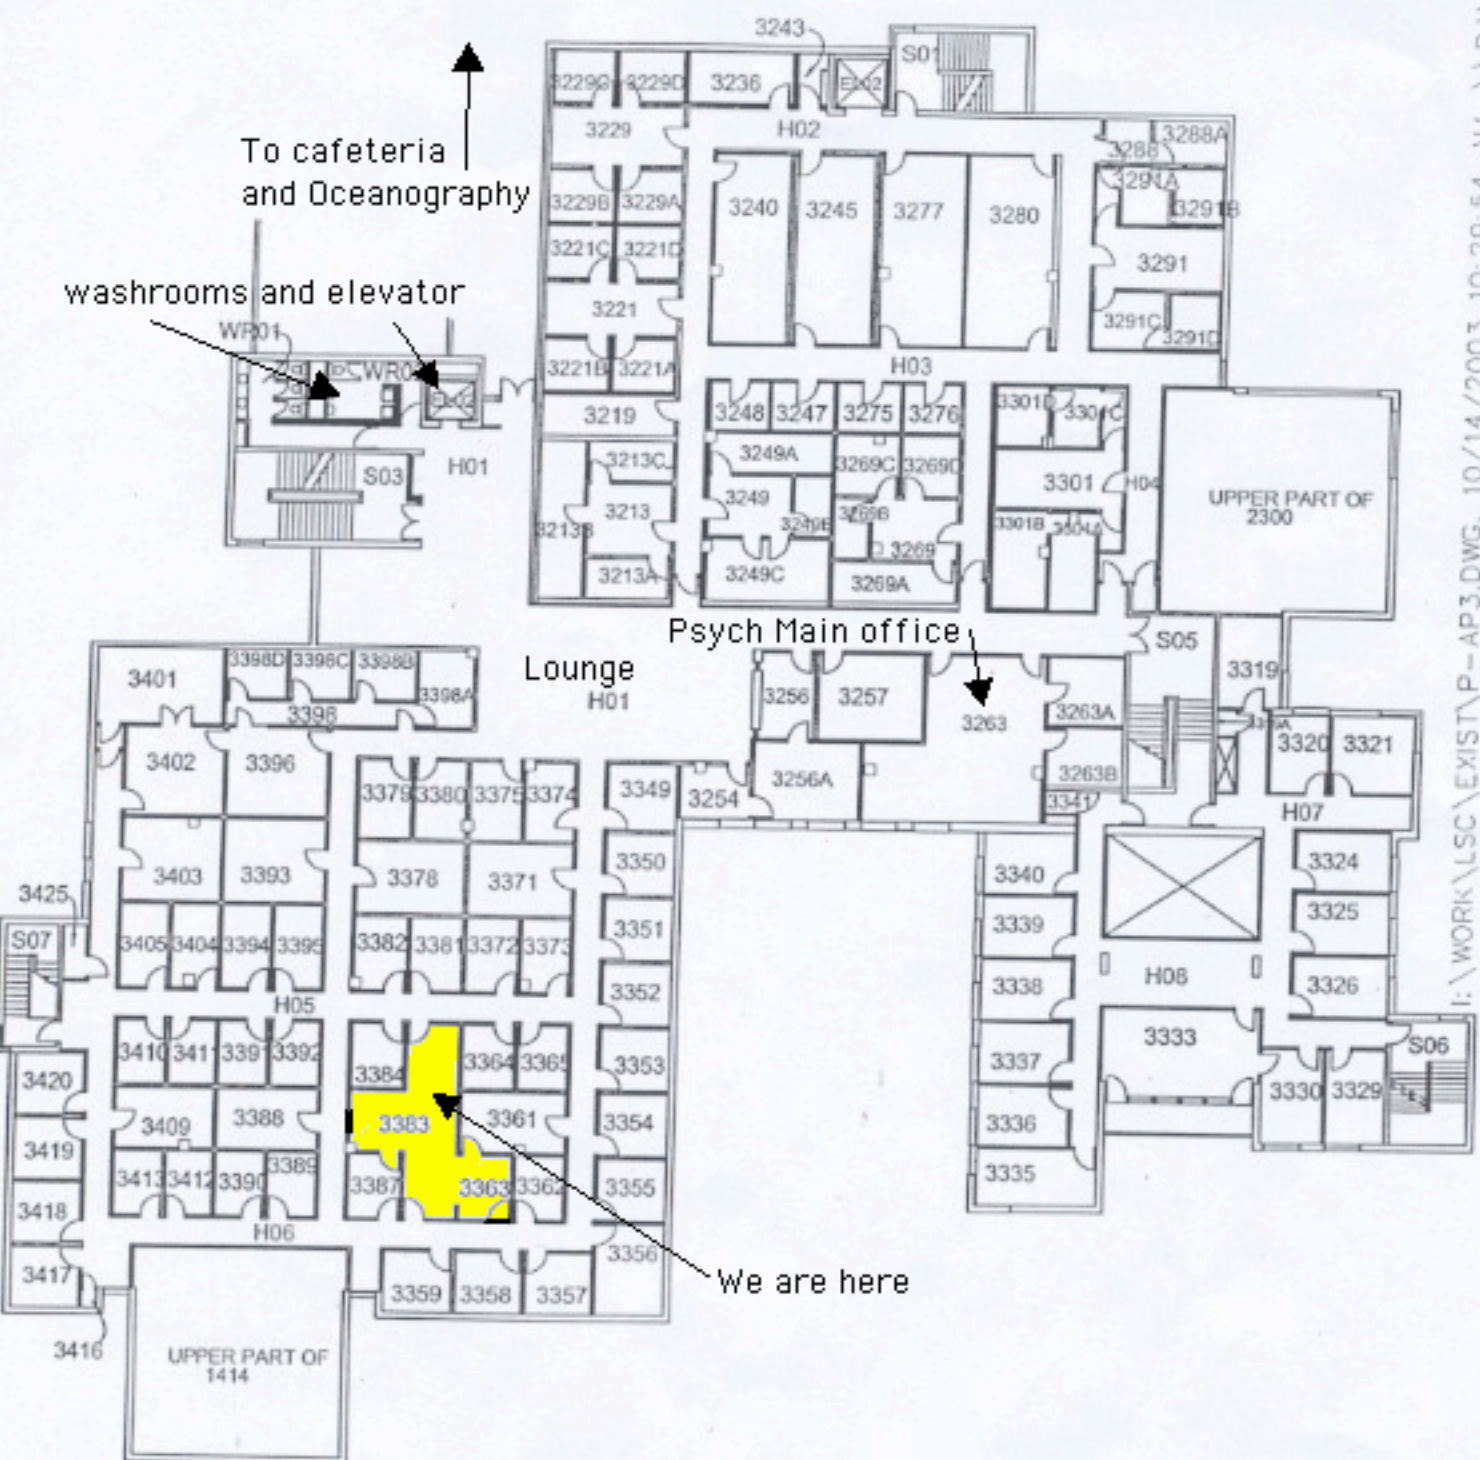 3243
S01
3229C 3229D 3236
H02
3229
3288 3288A
To cafeteria
and Oceanography
3229B 3229A
3240 3245 3277 3280
3291A
3291B
3221C 3221D
3291
washrooms and elevator
3221
WR01
3291C 3291D
3221B 3221A
H03
3219
3248 3247 3275 3276
3301D 3301C
H01
S03
3213C
3249A
3269C 3269D
3301 H04
UPPER PART OF
2300
3213 3249
3213B
3269B
3301B 3301A
3269
3213A 3249C 3269A
Psych Main office
S05
Lounge
H01
3401 3398D 3398C 3398B
3398A
3398
3256 3257 3263 3263A
3319
3320 3321
3402 3396
3256A
3263B
3379 3380 3375 3374 3349 3254
3341
H07
3403 3393 3378 3371 3350
3340 3324
3425
S07
3405 3404 3394 3395 3382 3381 3372 3373 3351
3339 3325
H05
3352
3338 H08 3326
3410 3411 3391 3392 3384 3364 3365 3353
3337 3333 S06
3420
3409 3388 3383 3361 3354
3336 3330 3329
3419
3413 3412 3390 3389 3387 3363 3362 3355
3335
3418
H06
3356
3417
3359 3358 3357
We are here
3416
UPPER PART OF
1414